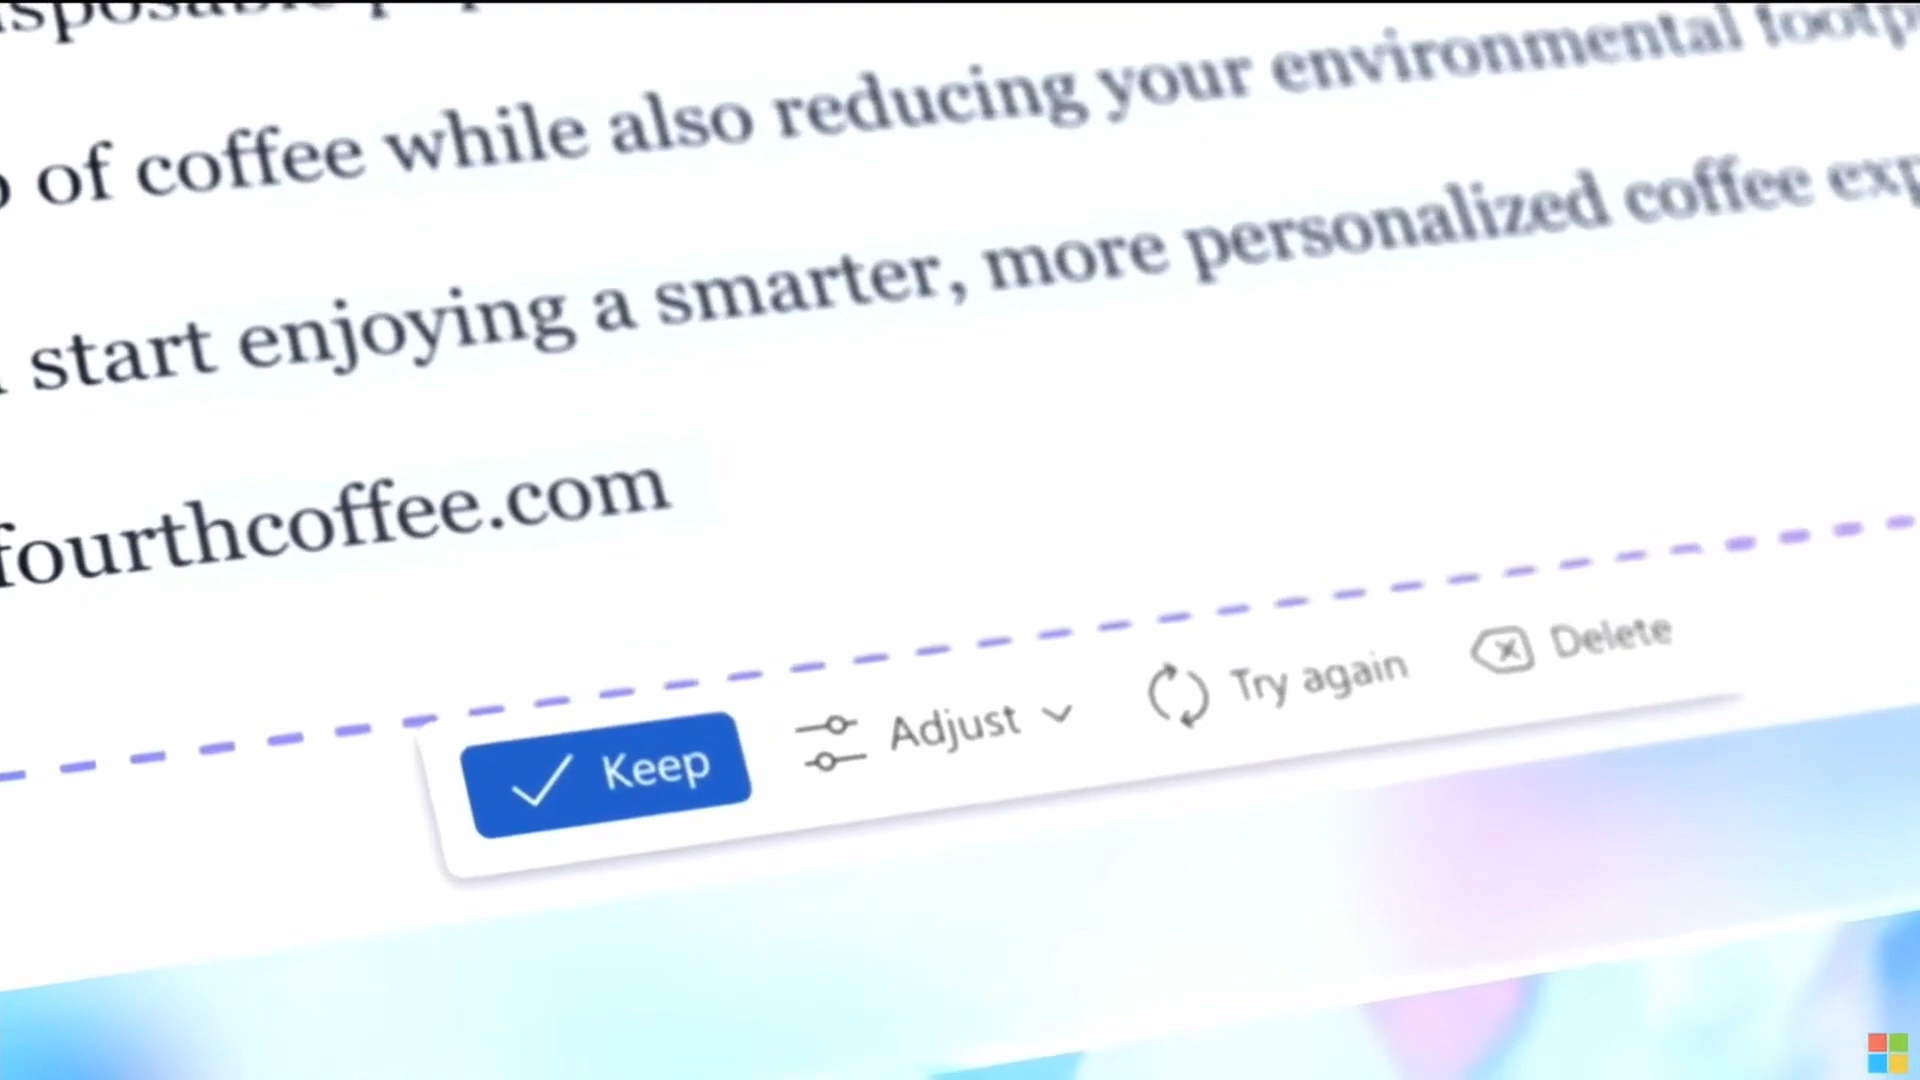 of coffee while also reducing your environmental
start enjoying a smarter, more personalized coffee
fourthcoffee.com
Keep Adjust Try again Delete